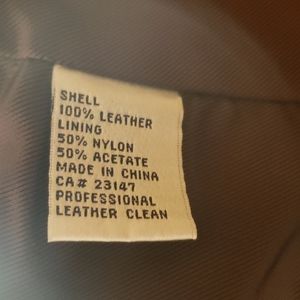 SHELL
100% LEATHER
LINING
50% NYLON
50% ACETATE
MADE IN CHINA
CA# 23147
PROFESSIONAL
LEATHER CLEAN